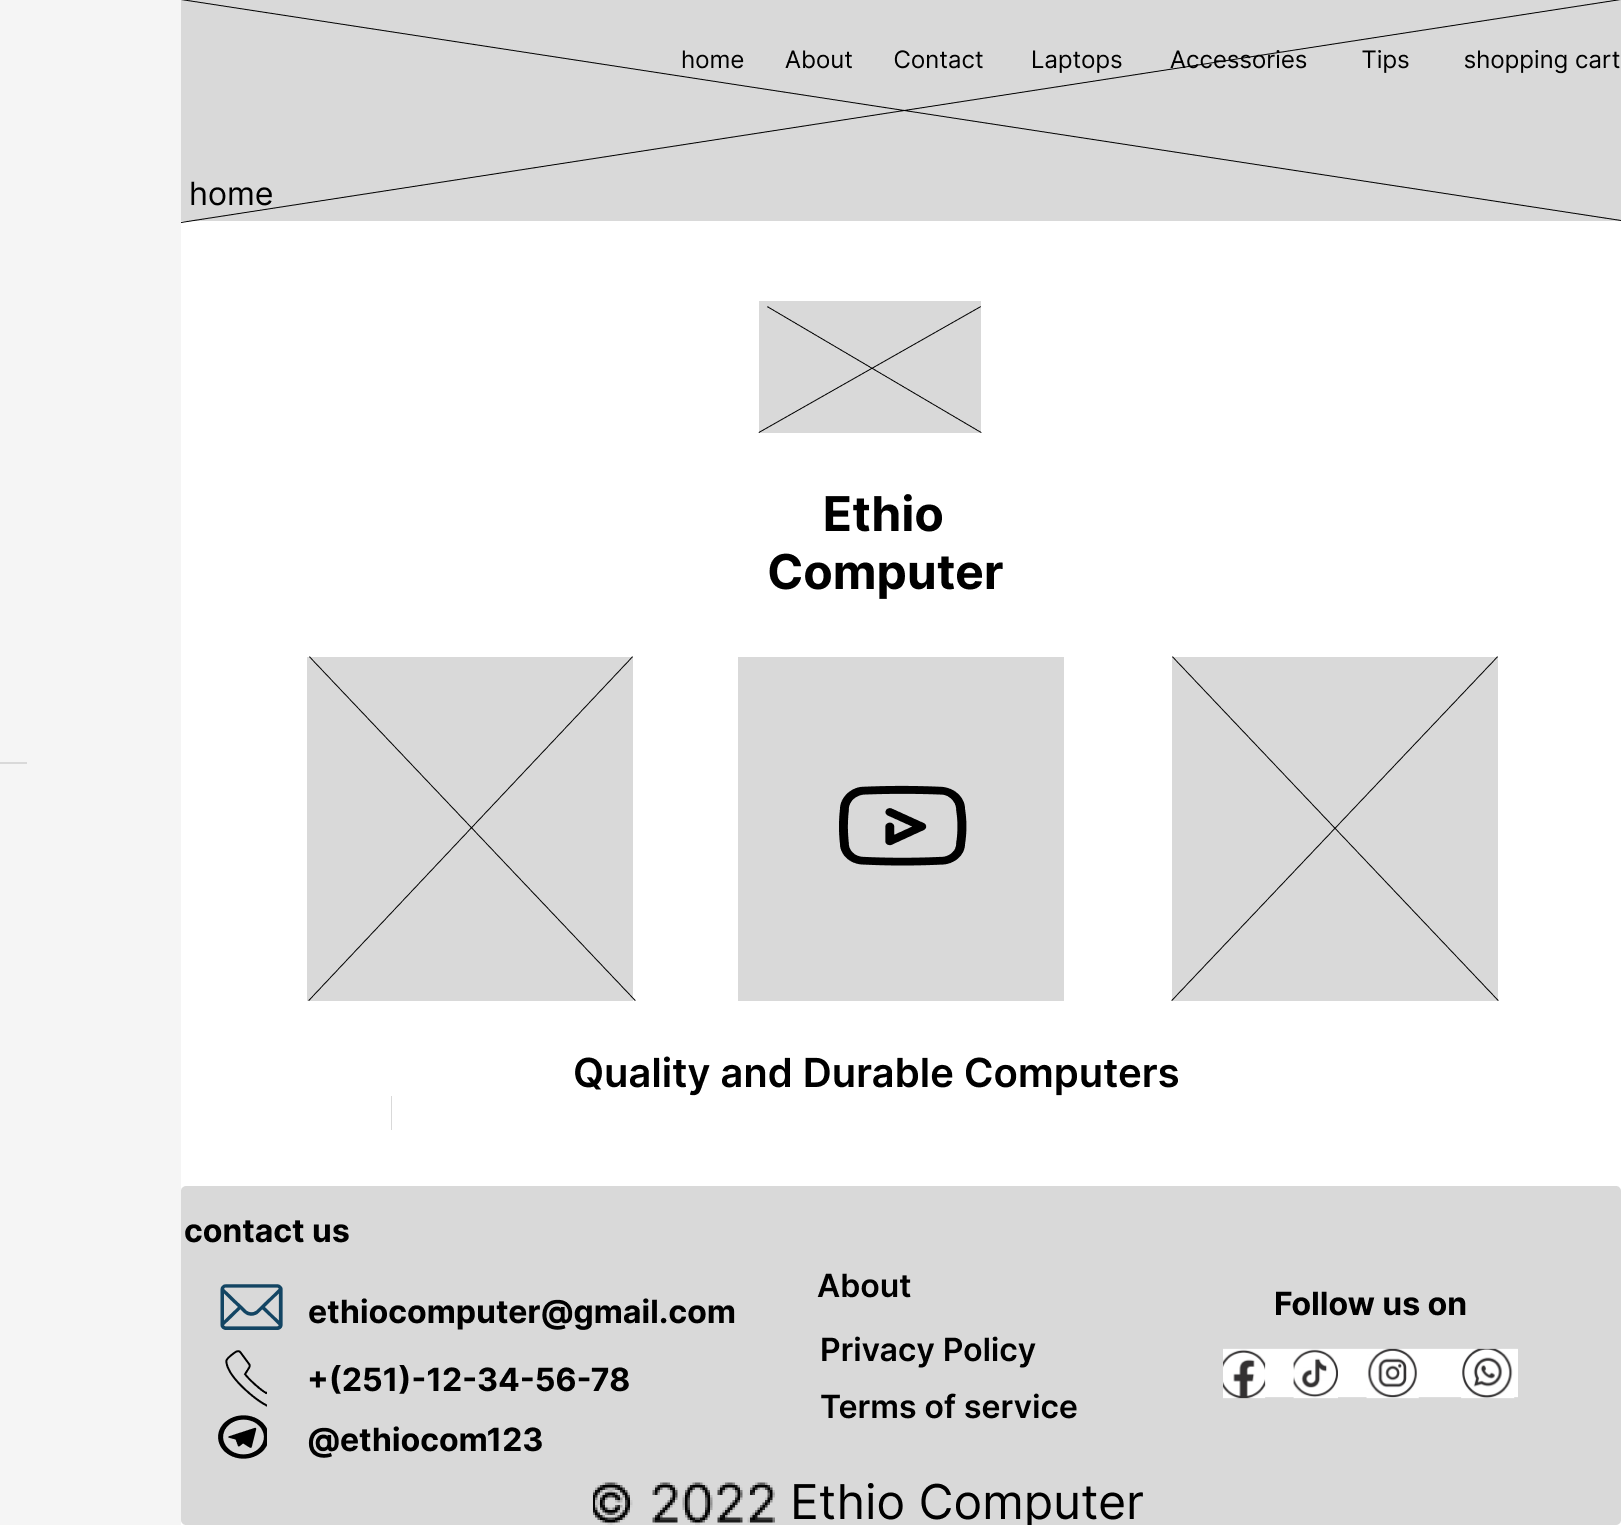 home About Contact Laptops Accessories Tips shopping cart
home
Ethio
Computer
Quality and Durable Computers
contact us
ethiocomputer@gmail.com
+(251)-12-34-56-78
@ethiocom123
About
Privacy Policy
Terms of service
Follow us on
© 2022 Ethio Computer